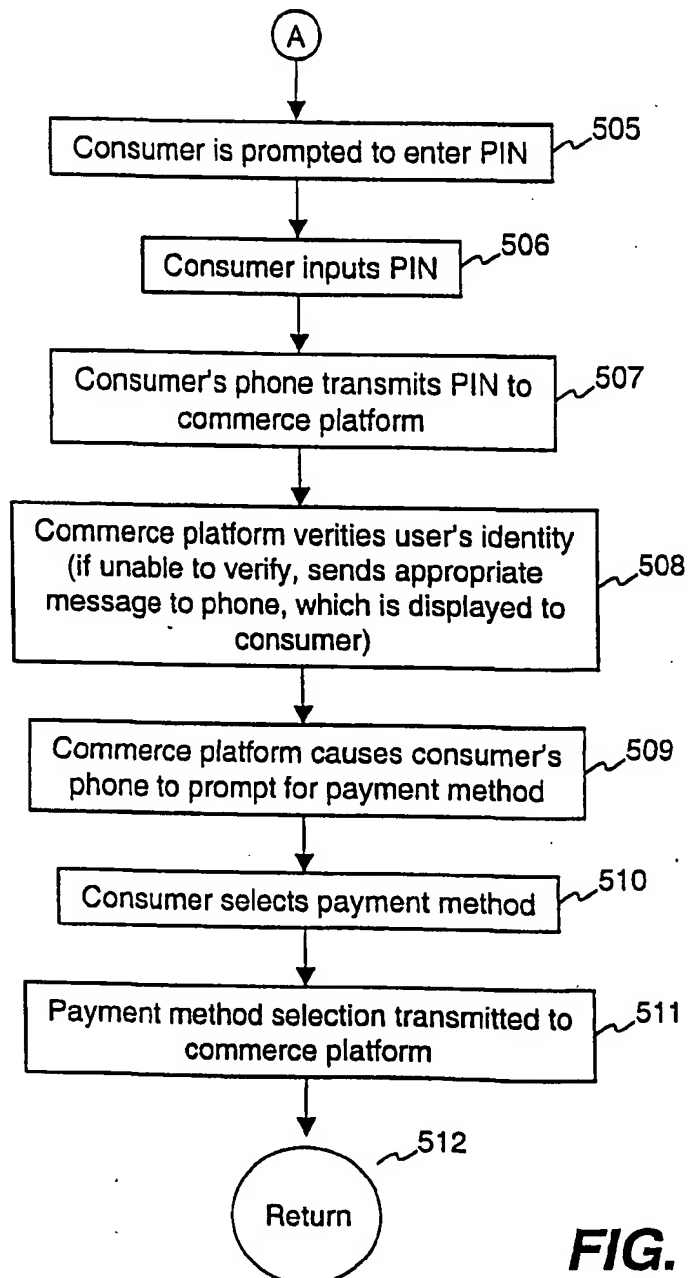 A
Consumer is prompted to enter PIN
505
Consumer inputs PIN
506
Consumer's phone transmits PIN to
commerce platform
507
Commerce platform verities user's identity
(if unable to verify, sends appropriate
message to phone, which is displayed to
consumer)
508
Commerce platform causes consumer's
phone to prompt for payment method
509
Consumer selects payment method
510
Payment method selection transmitted to
commerce platform
511
Return
512
FIG.